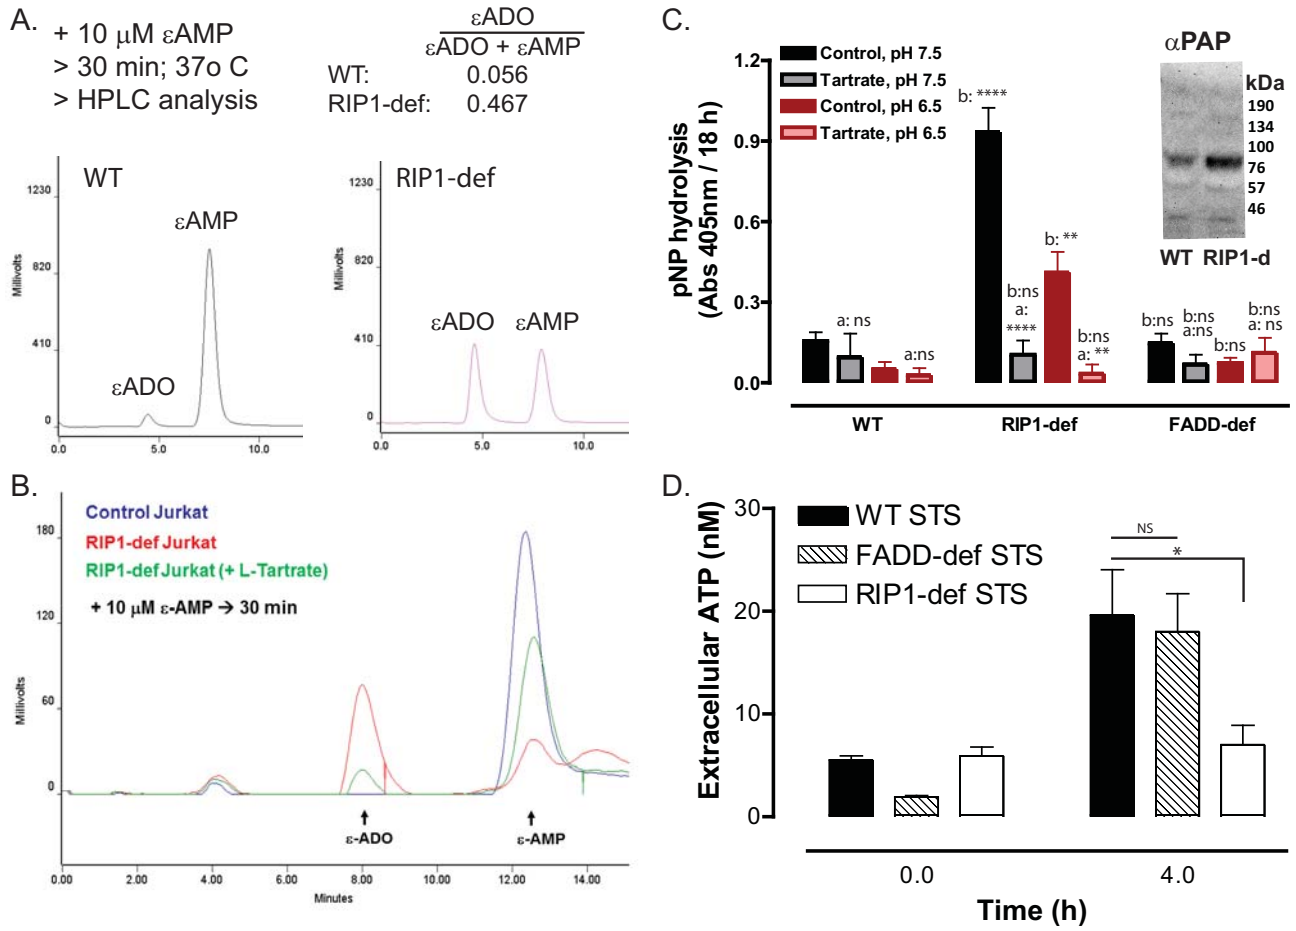 A.
+ 10 μM εAMP
> 30 min; 37o C
> HPLC analysis
εADO
εADO + εAMP
WT: 0.056
RIP1-def: 0.467
WT
εAMP
εADO
Millivolts
1230
820
410
0
0.0 5.0 10.0
RIP1-def
εADO εAMP
Millivolts
1230
820
410
0
0.0 5.0 10.0
B.
Control Jurkat
RIP1-def Jurkat
RIP1-def Jurkat (+ L-Tartrate)
+ 10 μM ε-AMP → 30 min
Millivolts
180
120
60
0
ε-ADO
ε-AMP
0.00 2.00 4.00 6.00 8.00 10.00 12.00 14.00
Minutes
C.
Control, pH 7.5
Tartrate, pH 7.5
Control, pH 6.5
Tartrate, pH 6.5
αPAP
kDa
190
134
100
76
57
46
WT RIP1-d
pNP hydrolysis
(Abs 405nm / 18 h)
1.2
0.9
0.6
0.3
0.0
a: ns
a:ns
b: ****
b:ns
a:
****
b: **
b:ns
a: **
b:ns
b:ns
a:ns
b:ns
b:ns
a: ns
WT RIP1-def FADD-def
D.
WT STS
FADD-def STS
RIP1-def STS
NS
*
Extracellular ATP (nM)
30
20
10
0
0.0 4.0
Time (h)